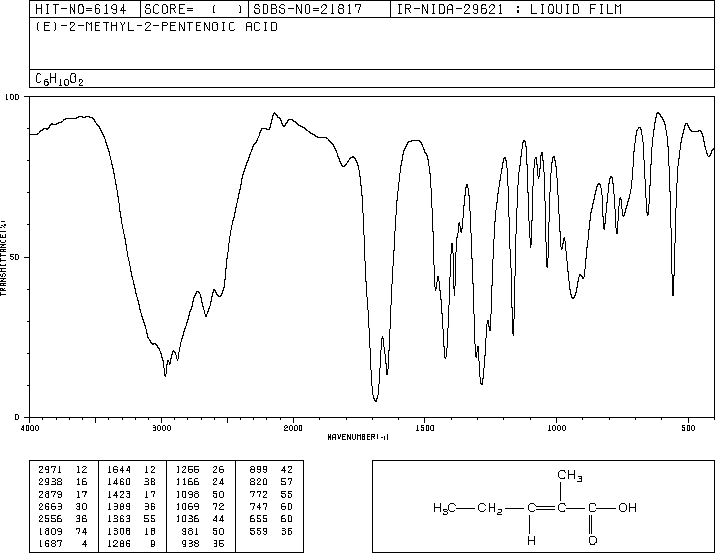 HIT-NO=6194 SCORE= ( ) SDBS-NO=21817 IR-NIDA-29621 : LIQUID FILM
(E)-2-METHYL-2-PENTENOIC ACID
C6H10O2
100
50
0
TRANSMITTANCE(%)
4000 3000 2000 1500 1000 500
WAVENUMBER(-1)
2971 12 1644 12 1266 26 899 42
2938 16 1460 38 1166 24 820 57
2879 17 1423 17 1098 50 772 55
2663 30 1389 36 1069 72 747 60
2556 36 1363 55 1036 44 655 60
1809 74 1308 18 981 50 559 36
1687 4 1286 9 938 35
CH3
H3C CH2 C C C OH
H O